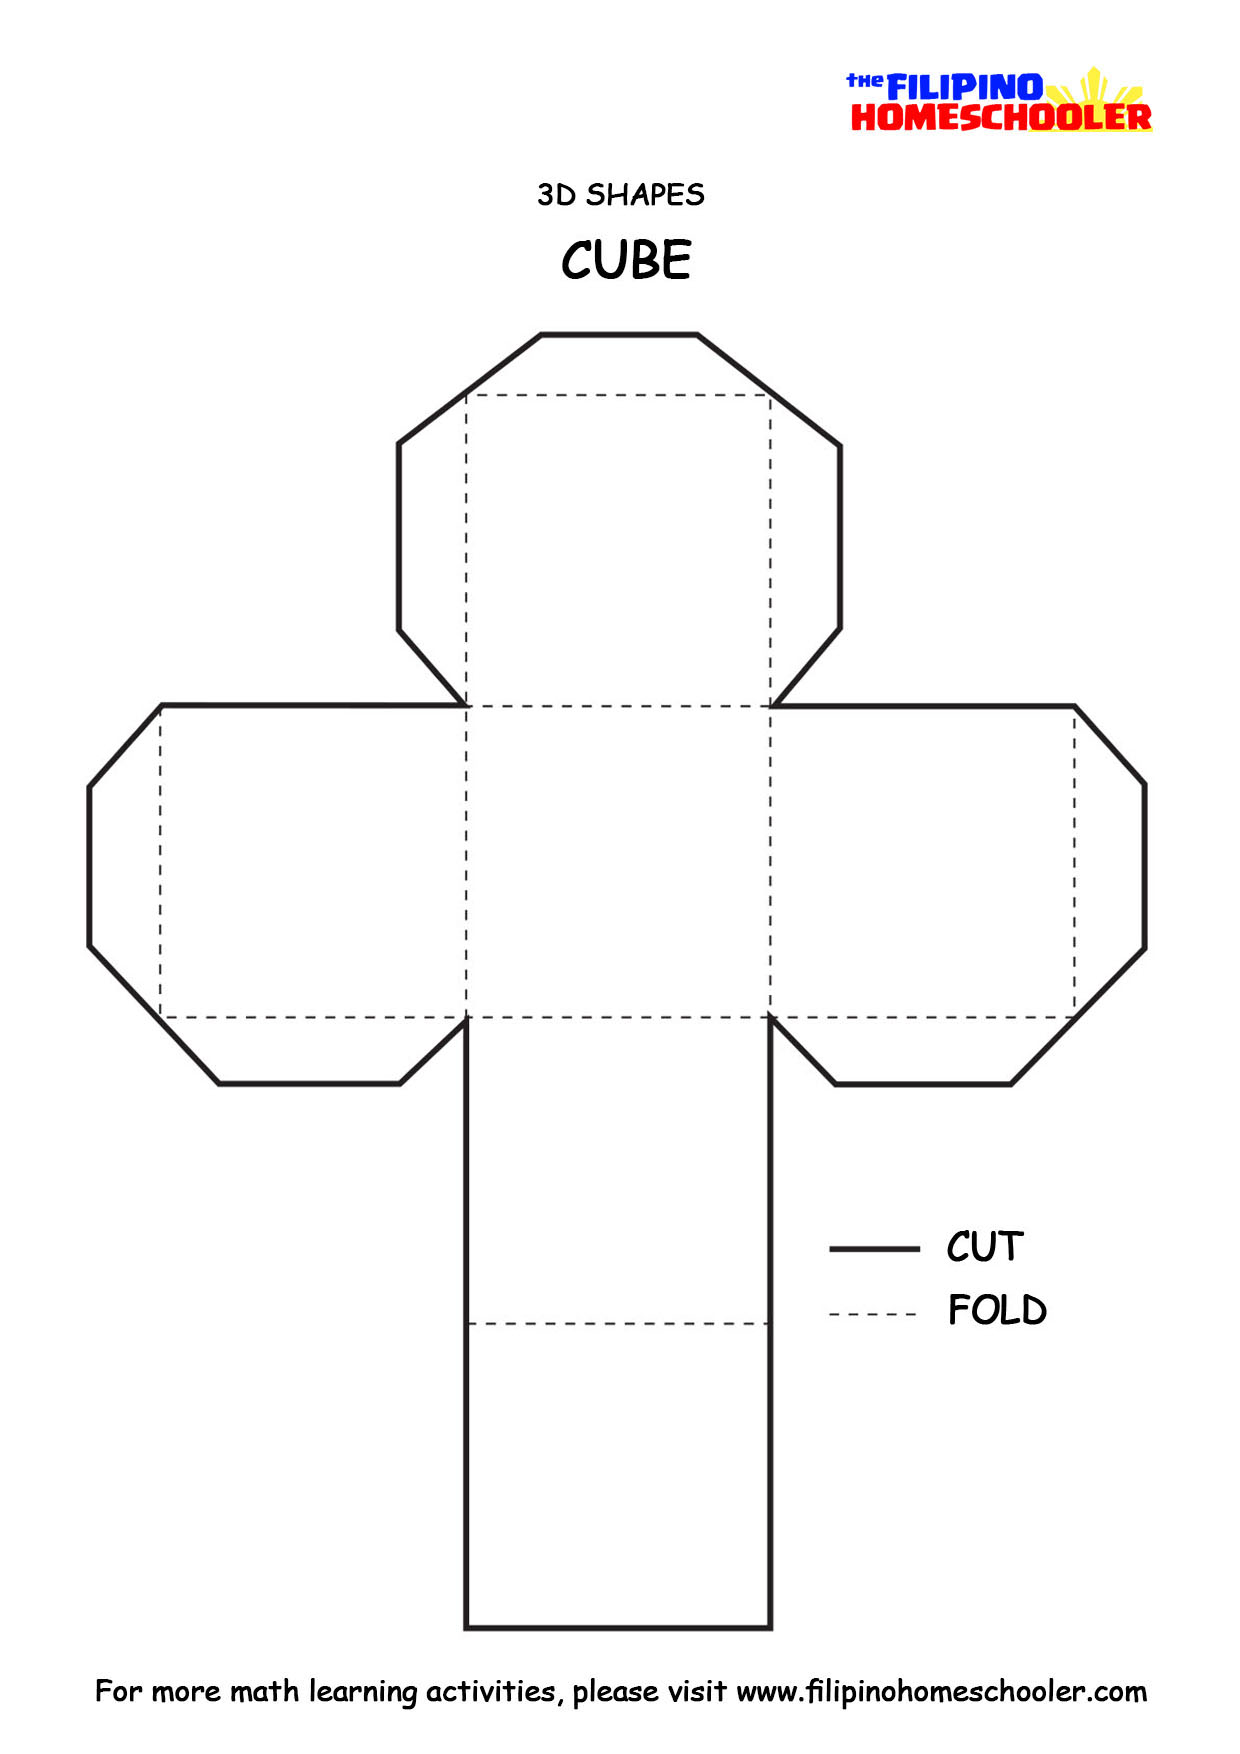 THE FILIPINO
HOMESCHOOLER
3D SHAPES
CUBE
CUT
FOLD
For more math learning activities, please visit www.filipinohomeschooler.com